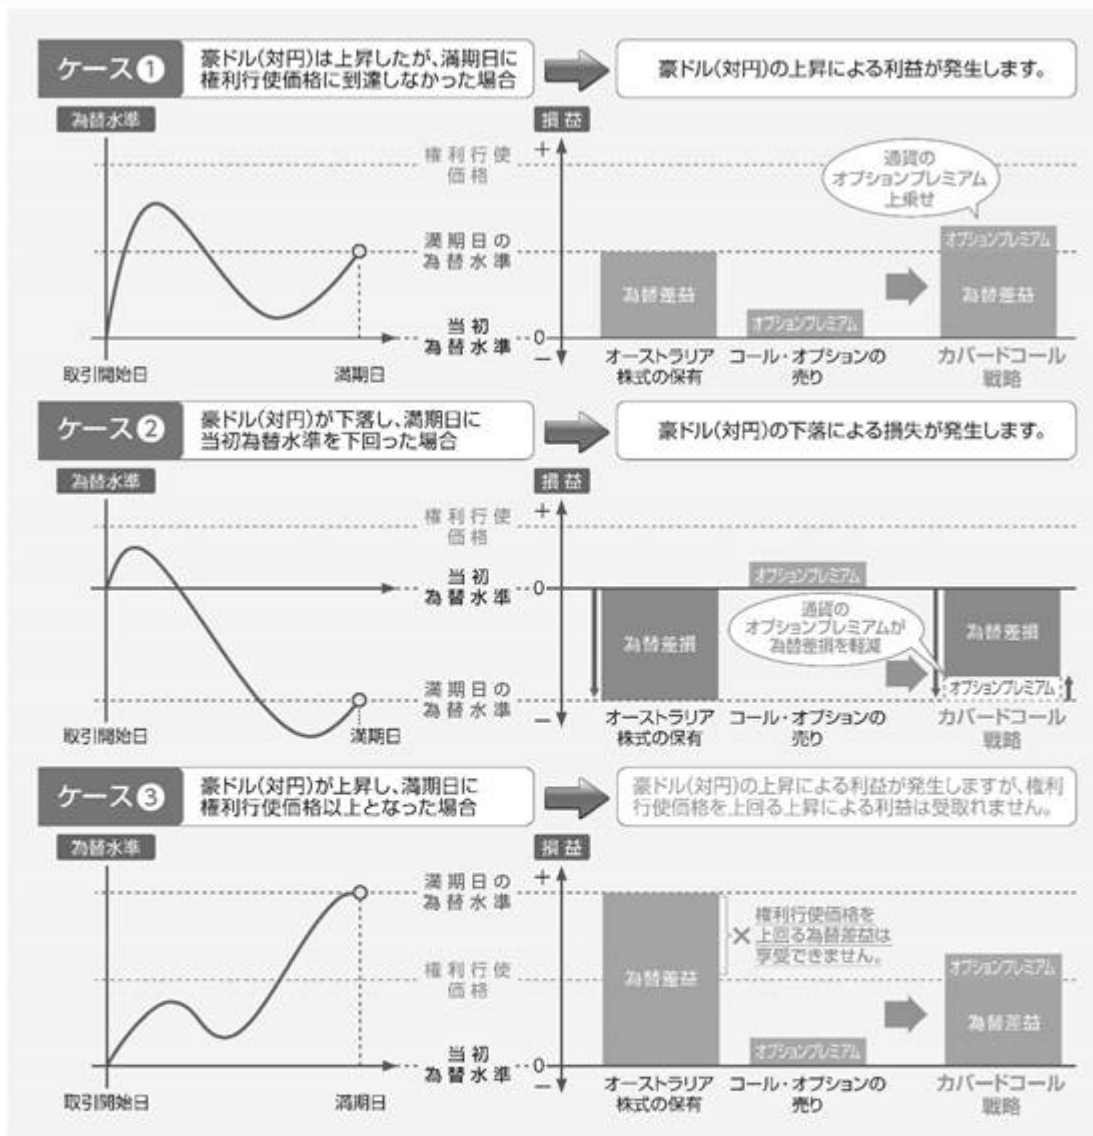 ケース❶
豪ドル(対円)は上昇したが、満期日に
権利行使価格に到達しなかった場合
豪ドル(対円)の上昇による利益が発生します。
為替水準
損益
権利行使
価格
満期日の
為替水準
当初
為替水準
取引開始日
満期日
+
0
−
通貨の
オプションプレミアム
上乗せ
為替差益
オプションプレミアム
オプションプレミアム
為替差益
オーストラリア
株式の保有
コール・オプションの
売り
カバードコール
戦略
ケース❷
豪ドル(対円)が下落し、満期日に
当初為替水準を下回った場合
豪ドル(対円)の下落による損失が発生します。
為替水準
損益
権利行使
価格
当初
為替水準
満期日の
為替水準
取引開始日
満期日
+
0
−
オプションプレミアム
為替差損
通貨の
オプションプレミアムが
為替差損を軽減
為替差損
オプションプレミアム
オーストラリア
株式の保有
コール・オプションの
売り
カバードコール
戦略
ケース❸
豪ドル(対円)が上昇し、満期日に
権利行使価格以上となった場合
豪ドル(対円)の上昇による利益が発生しますが、権利
行使価格を上回る上昇による利益は受取れません。
為替水準
損益
満期日の
為替水準
権利行使
価格
当初
為替水準
取引開始日
満期日
+
0
−
為替差益
×
権利行使価格を
上回る為替差益は
享受できません。
オプションプレミアム
オプションプレミアム
為替差益
オーストラリア
株式の保有
コール・オプションの
売り
カバードコール
戦略